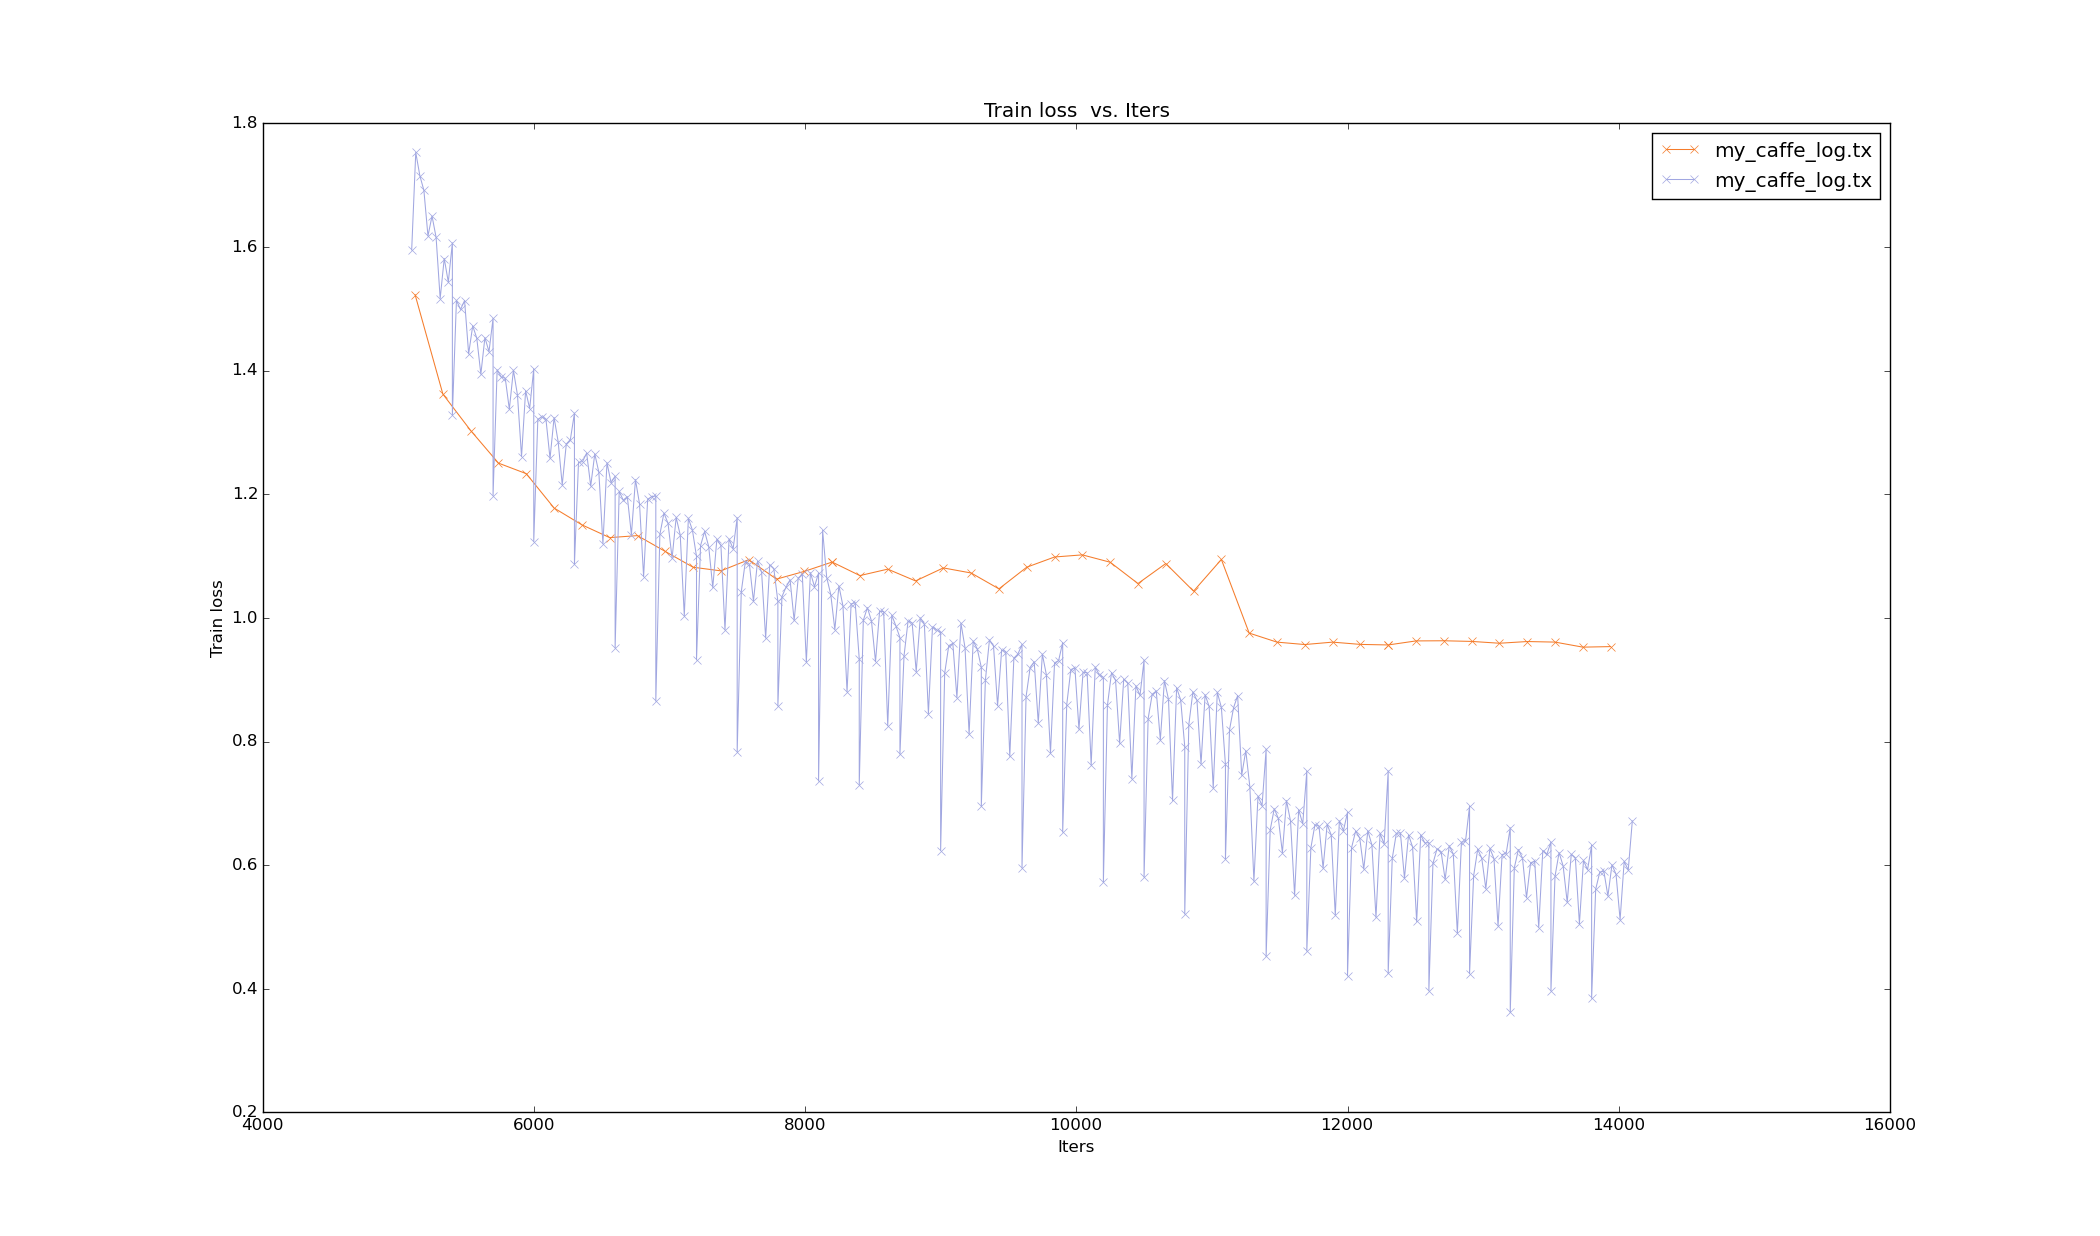 Train loss  vs. Iters
my_caffe_log.tx
my_caffe_log.tx
Train loss
1.8
1.6
1.4
1.2
1.0
0.8
0.6
0.4
0.2
4000 6000 8000 10000 12000 14000 16000
Iters